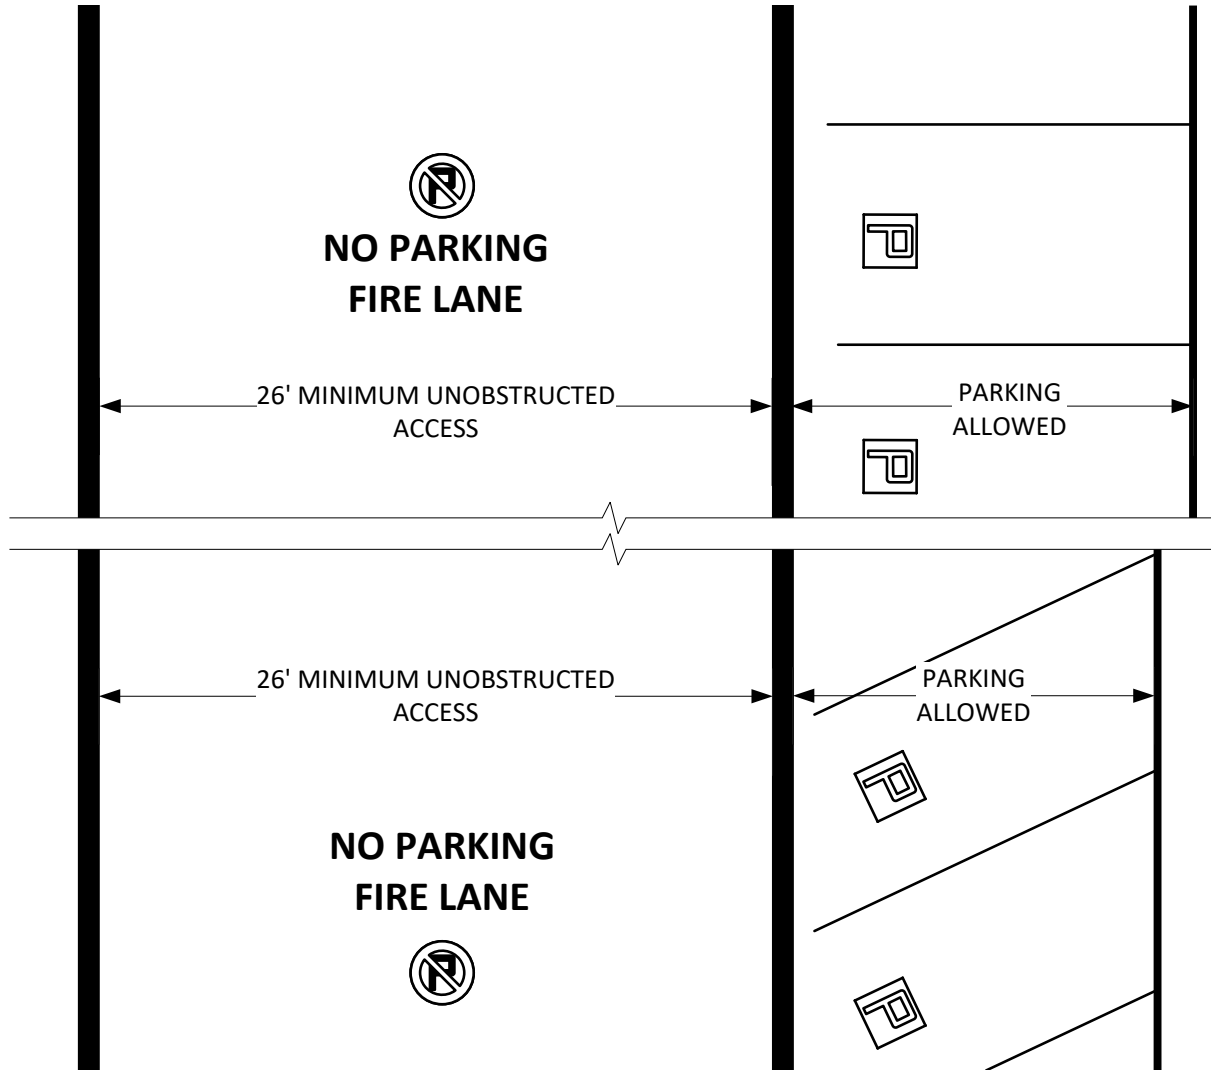 P
NO PARKING
FIRE LANE
P
26' MINIMUM UNOBSTRUCTED
ACCESS
PARKING
ALLOWED
P
26' MINIMUM UNOBSTRUCTED
ACCESS
PARKING
ALLOWED
P
NO PARKING
FIRE LANE
P
P